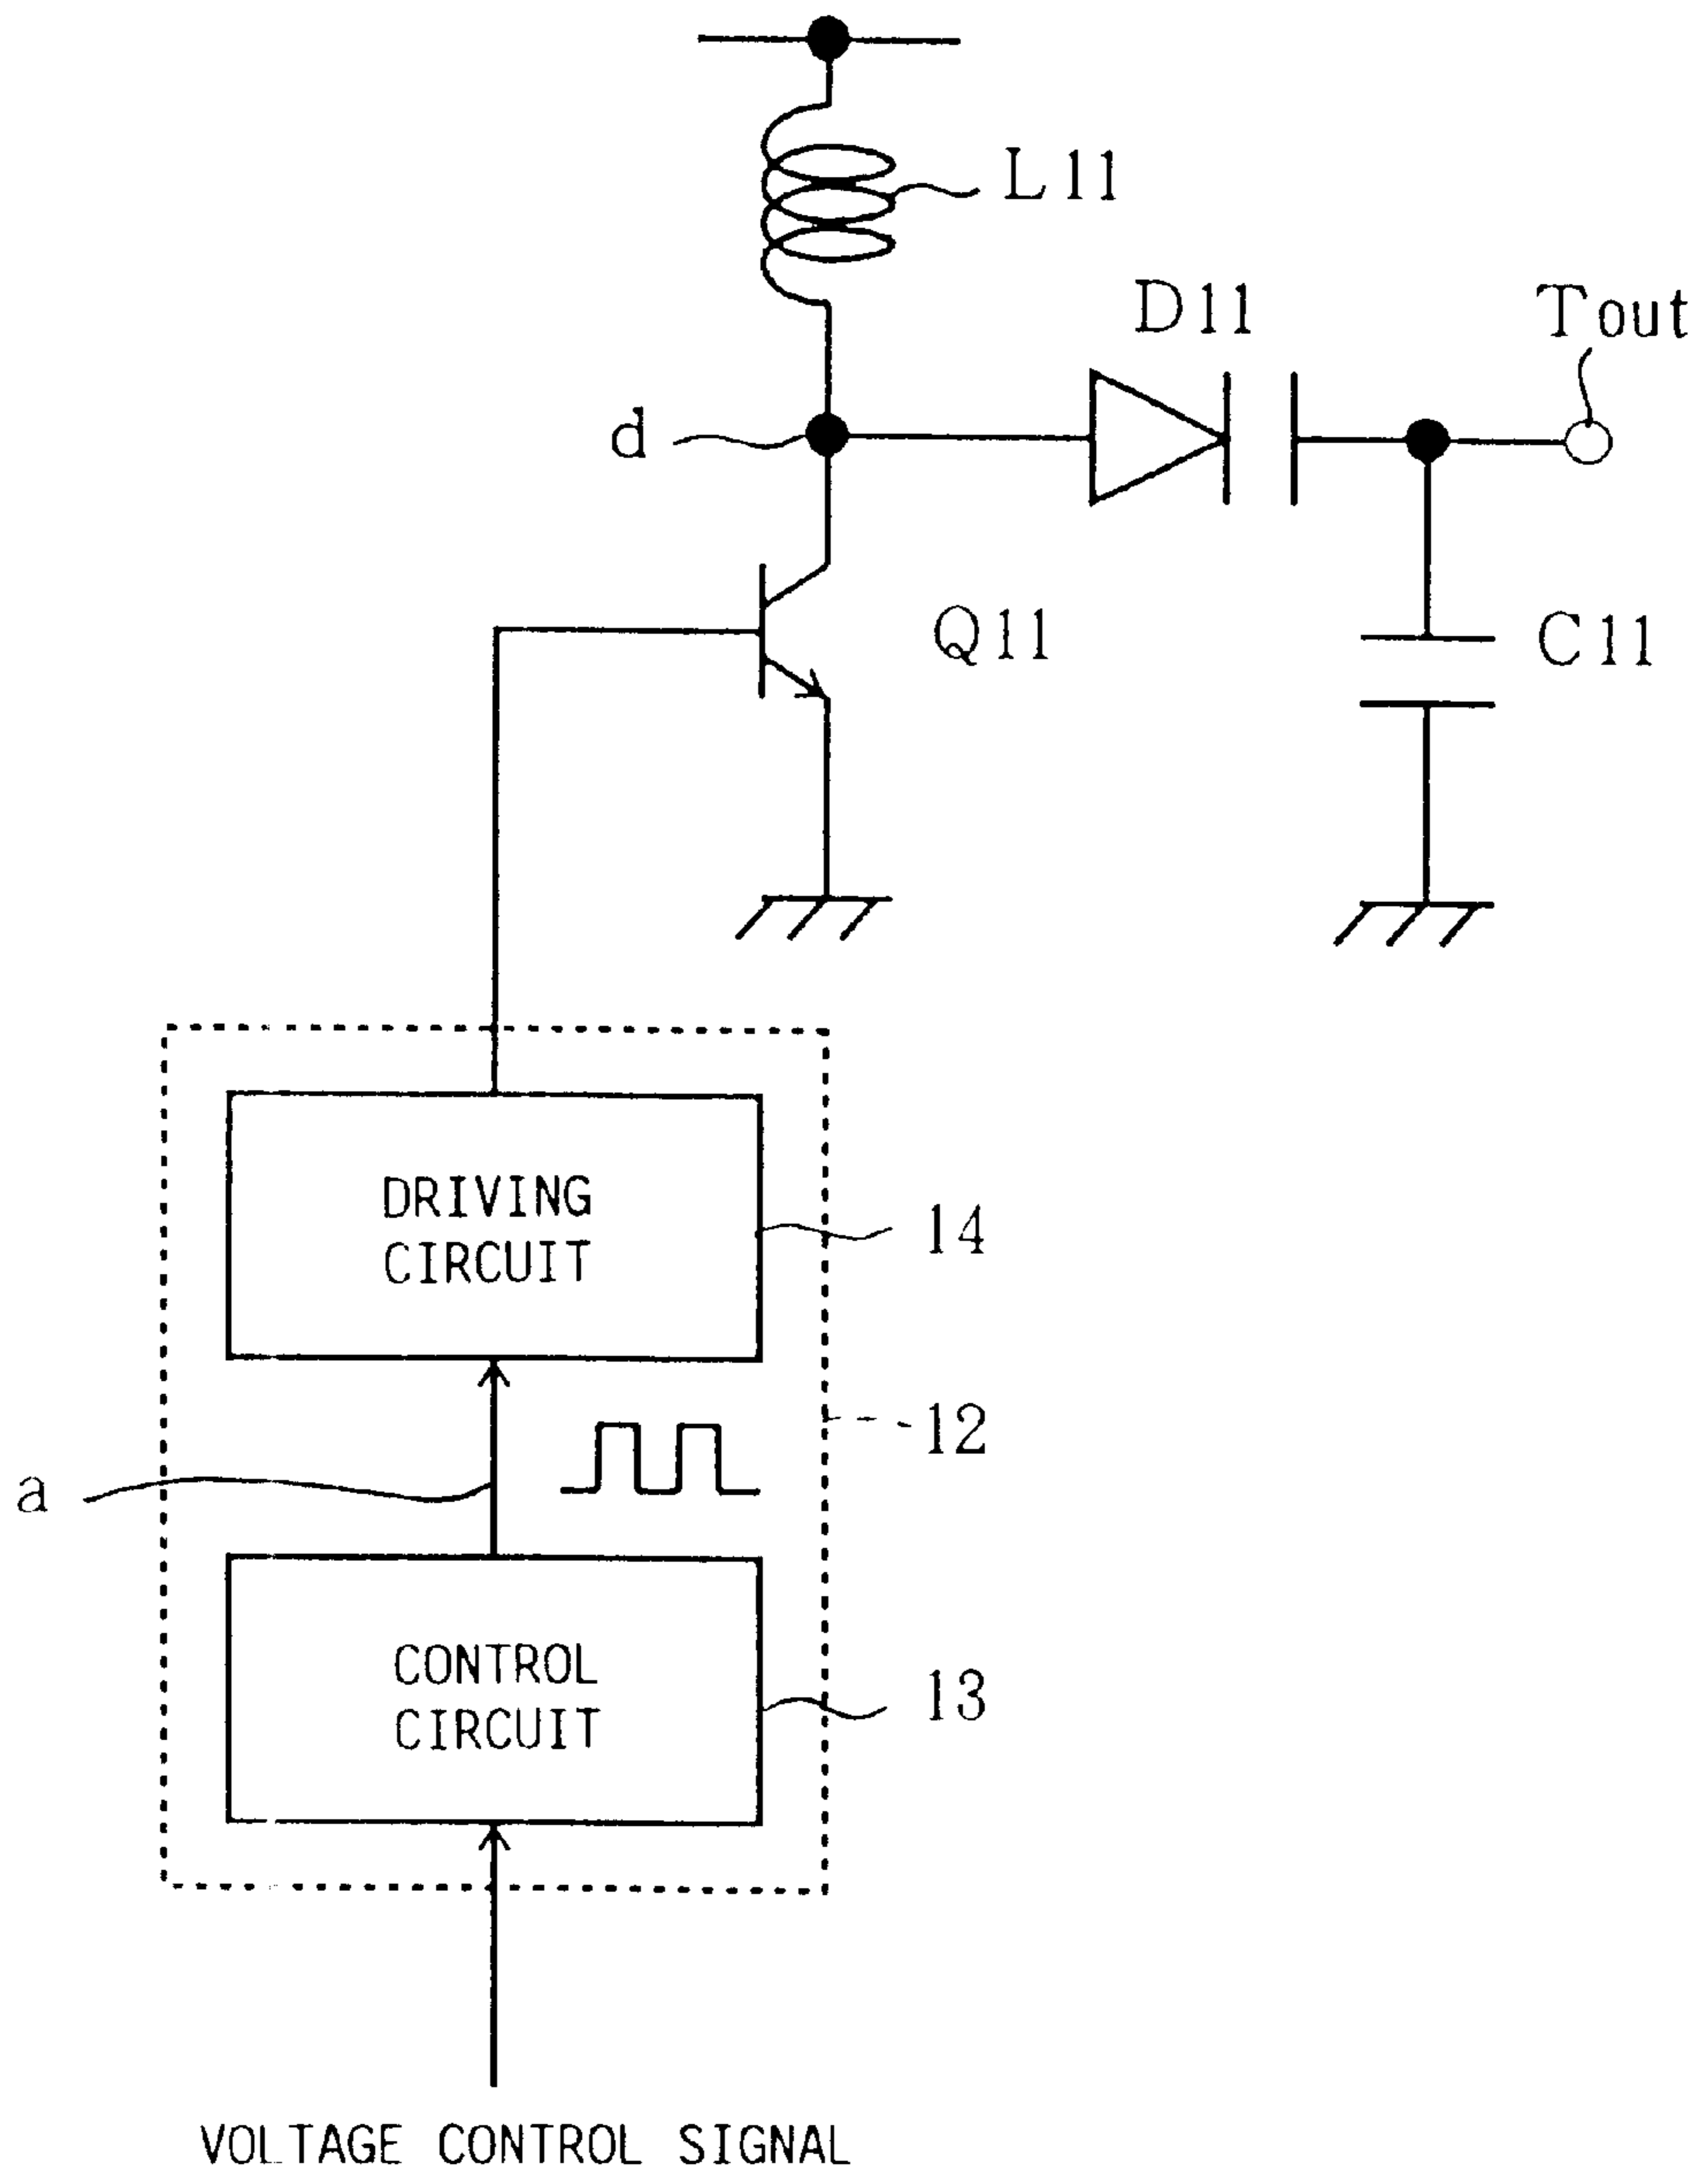 L11
D11
Tout
d
Q11
C11
DRIVING
CIRCUIT
14
12
a
CONTROL
CIRCUIT
13
VOLTAGE CONTROL SIGNAL